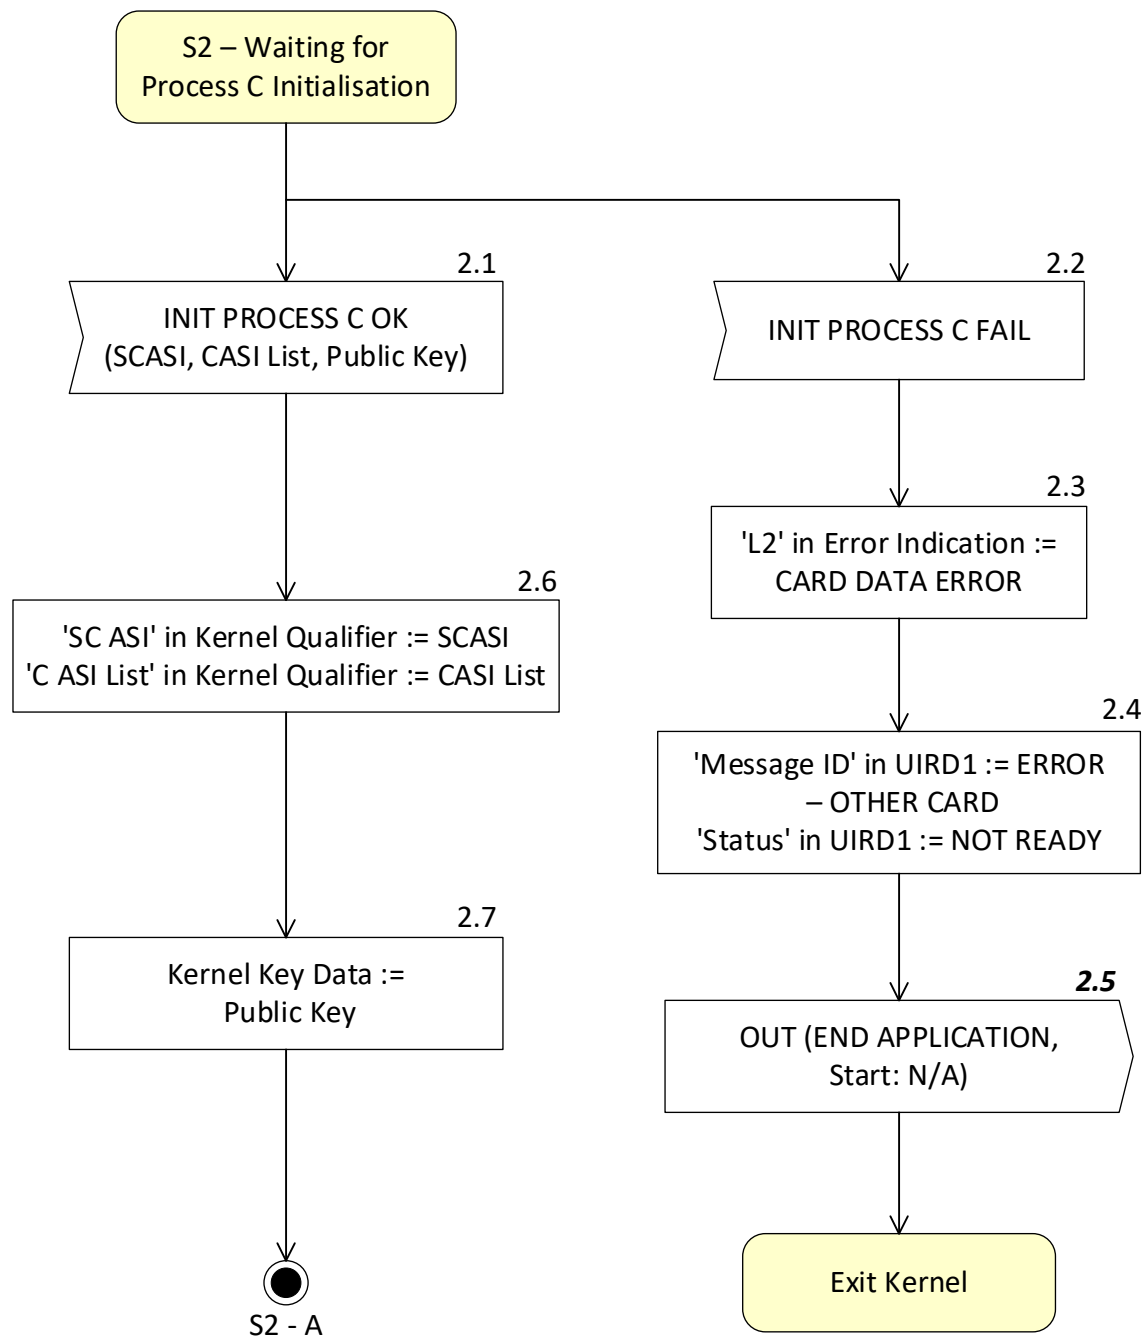 S2 – Waiting for
Process C Initialisation
2.1
INIT PROCESS C OK
(SCASI, CASI List, Public Key)
2.2
INIT PROCESS C FAIL
2.3
'L2' in Error Indication :=
CARD DATA ERROR
2.6
'SC ASI' in Kernel Qualifier := SCASI
'C ASI List' in Kernel Qualifier := CASI List
2.4
'Message ID' in UIRD1 := ERROR
– OTHER CARD
'Status' in UIRD1 := NOT READY
2.7
Kernel Key Data :=
Public Key
2.5
OUT (END APPLICATION,
Start: N/A)
Exit Kernel
S2 - A